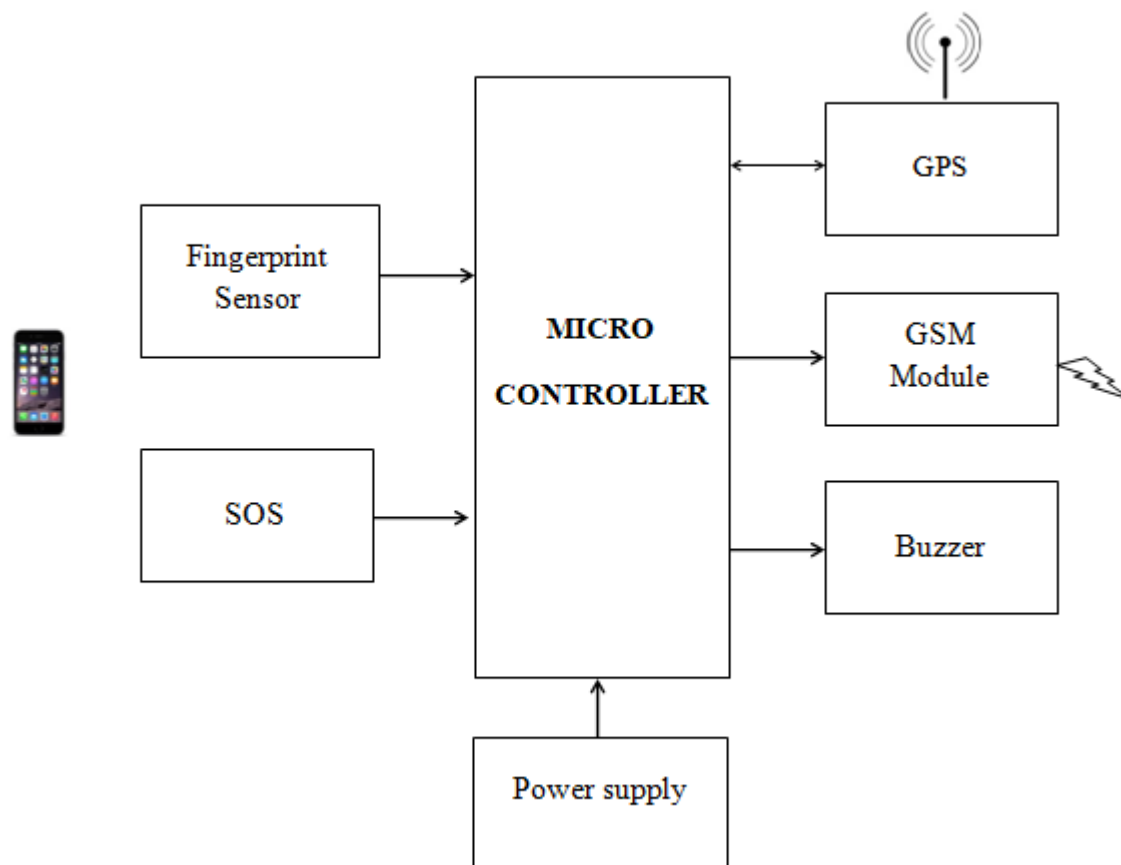 GPS
Fingerprint
Sensor
MICRO
CONTROLLER
GSM
Module
SOS
Buzzer
Power supply